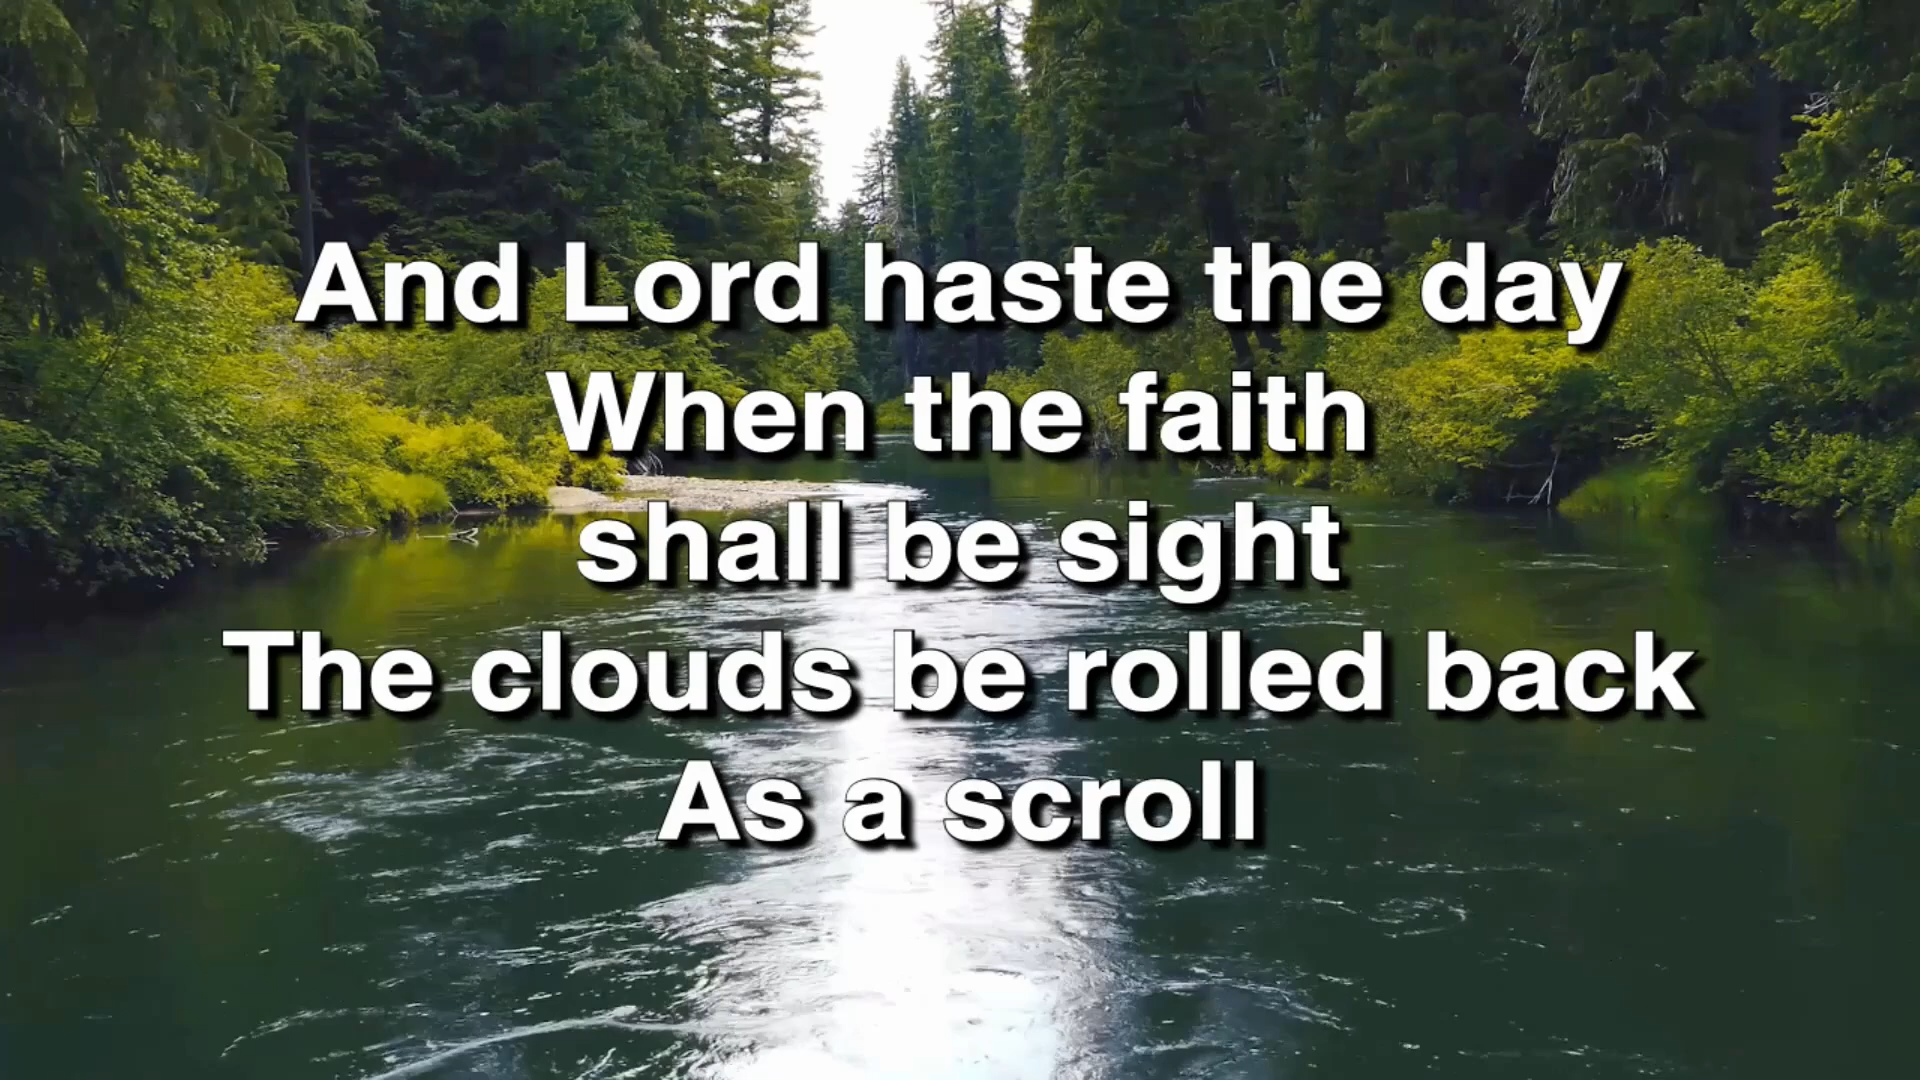 And Lord haste the day
When the faith
shall be sight
The clouds be rolled back
As a scroll